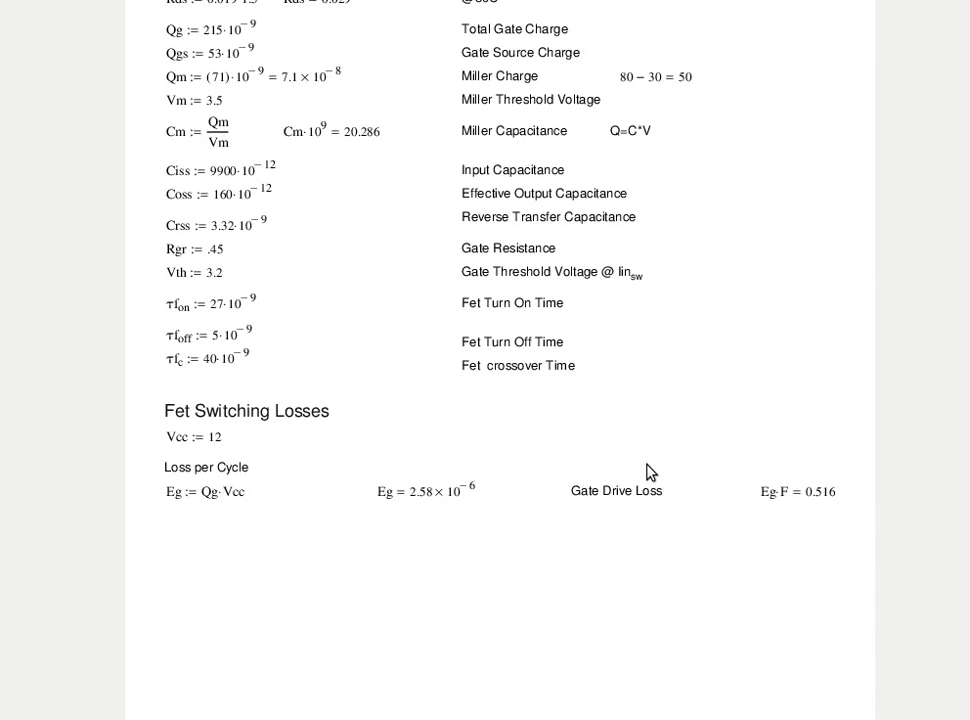 Qg := 215·10^-9 Total Gate Charge
Qgs := 53·10^-9 Gate Source Charge
Qm := (71)·10^-9 = 7.1 × 10^-8 Miller Charge 80 − 30 = 50
Vm := 3.5 Miller Threshold Voltage
Cm := Qm/Vm Cm·10^9 = 20.286 Miller Capacitance Q=C*V
Ciss := 9900·10^-12 Input Capacitance
Coss := 160·10^-12 Effective Output Capacitance
Crss := 3.32·10^-9 Reverse Transfer Capacitance
Rgr := .45 Gate Resistance
Vth := 3.2 Gate Threshold Voltage @ Iin_sw
τf_on := 27·10^-9 Fet Turn On Time
τf_off := 5·10^-9 Fet Turn Off Time
τf_c := 40·10^-9 Fet crossover Time
Fet Switching Losses
Vcc := 12
Loss per Cycle
Eg := Qg·Vcc Eg = 2.58 × 10^-6 Gate Drive Loss Eg·F = 0.516